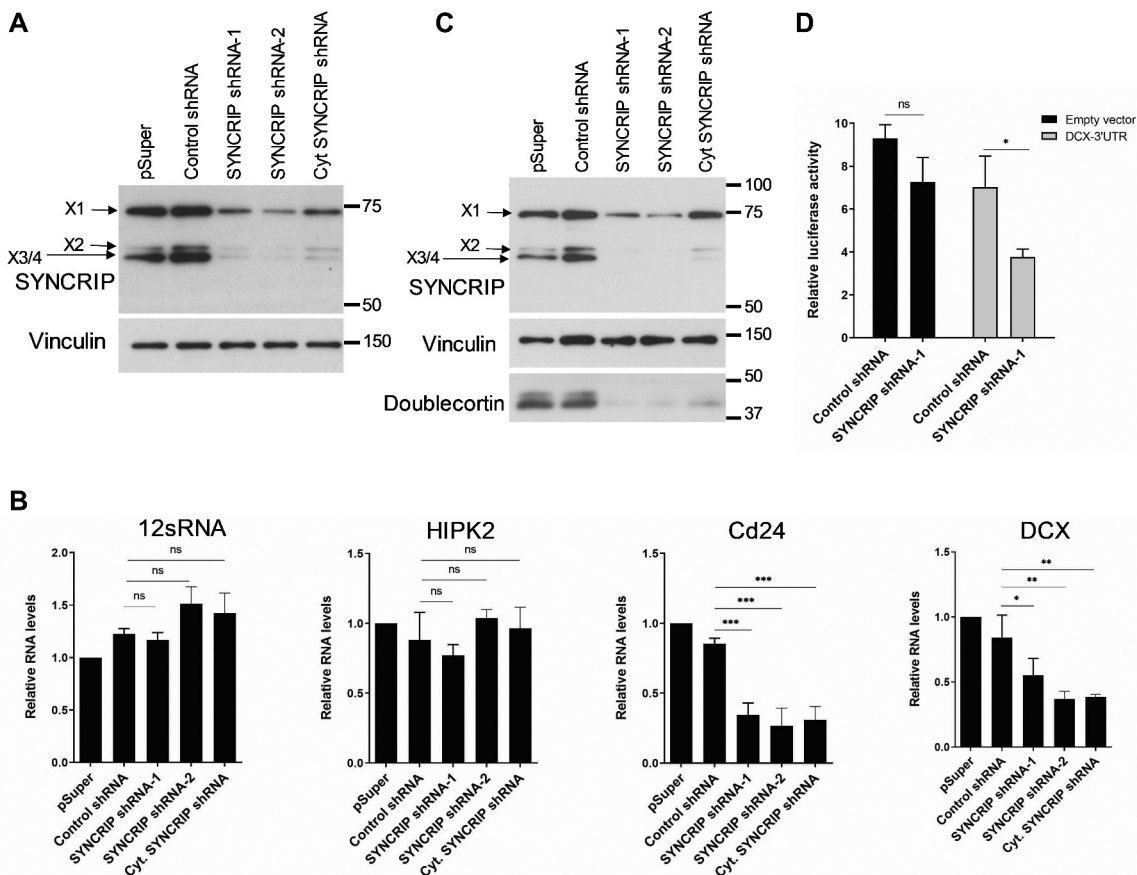 A
pSuper
Control shRNA
SYNCRIP shRNA-1
SYNCRIP shRNA-2
Cyt SYNCRIP shRNA
X1
X2
X3/4
SYNCRIP
75
50
Vinculin
150
C
pSuper
Control shRNA
SYNCRIP shRNA-1
SYNCRIP shRNA-2
Cyt SYNCRIP shRNA
X1
X2
X3/4
SYNCRIP
100
75
50
Vinculin
150
Doublecortin
50
37
D
Empty vector
DCX-3'UTR
Relative luciferase activity
10
8
6
4
2
0
ns
*
Control shRNA
SYNCRIP shRNA-1
Control shRNA
SYNCRIP shRNA-1
B
12sRNA
Relative RNA levels
2.0
1.5
1.0
0.5
0.0
ns
ns
ns
pSuper
Control shRNA
SYNCRIP shRNA-1
SYNCRIP shRNA-2
Cyt. SYNCRIP shRNA
HIPK2
Relative RNA levels
1.5
1.0
0.5
0.0
ns
ns
ns
pSuper
Control shRNA
SYNCRIP shRNA-1
SYNCRIP shRNA-2
Cyt. SYNCRIP shRNA
Cd24
Relative RNA levels
1.5
1.0
0.5
0.0
***
***
***
pSuper
Control shRNA
SYNCRIP shRNA-1
SYNCRIP shRNA-2
Cyt. SYNCRIP shRNA
DCX
Relative RNA levels
1.5
1.0
0.5
0.0
**
**
*
pSuper
Control shRNA
SYNCRIP shRNA-1
SYNCRIP shRNA-2
Cyt. SYNCRIP shRNA